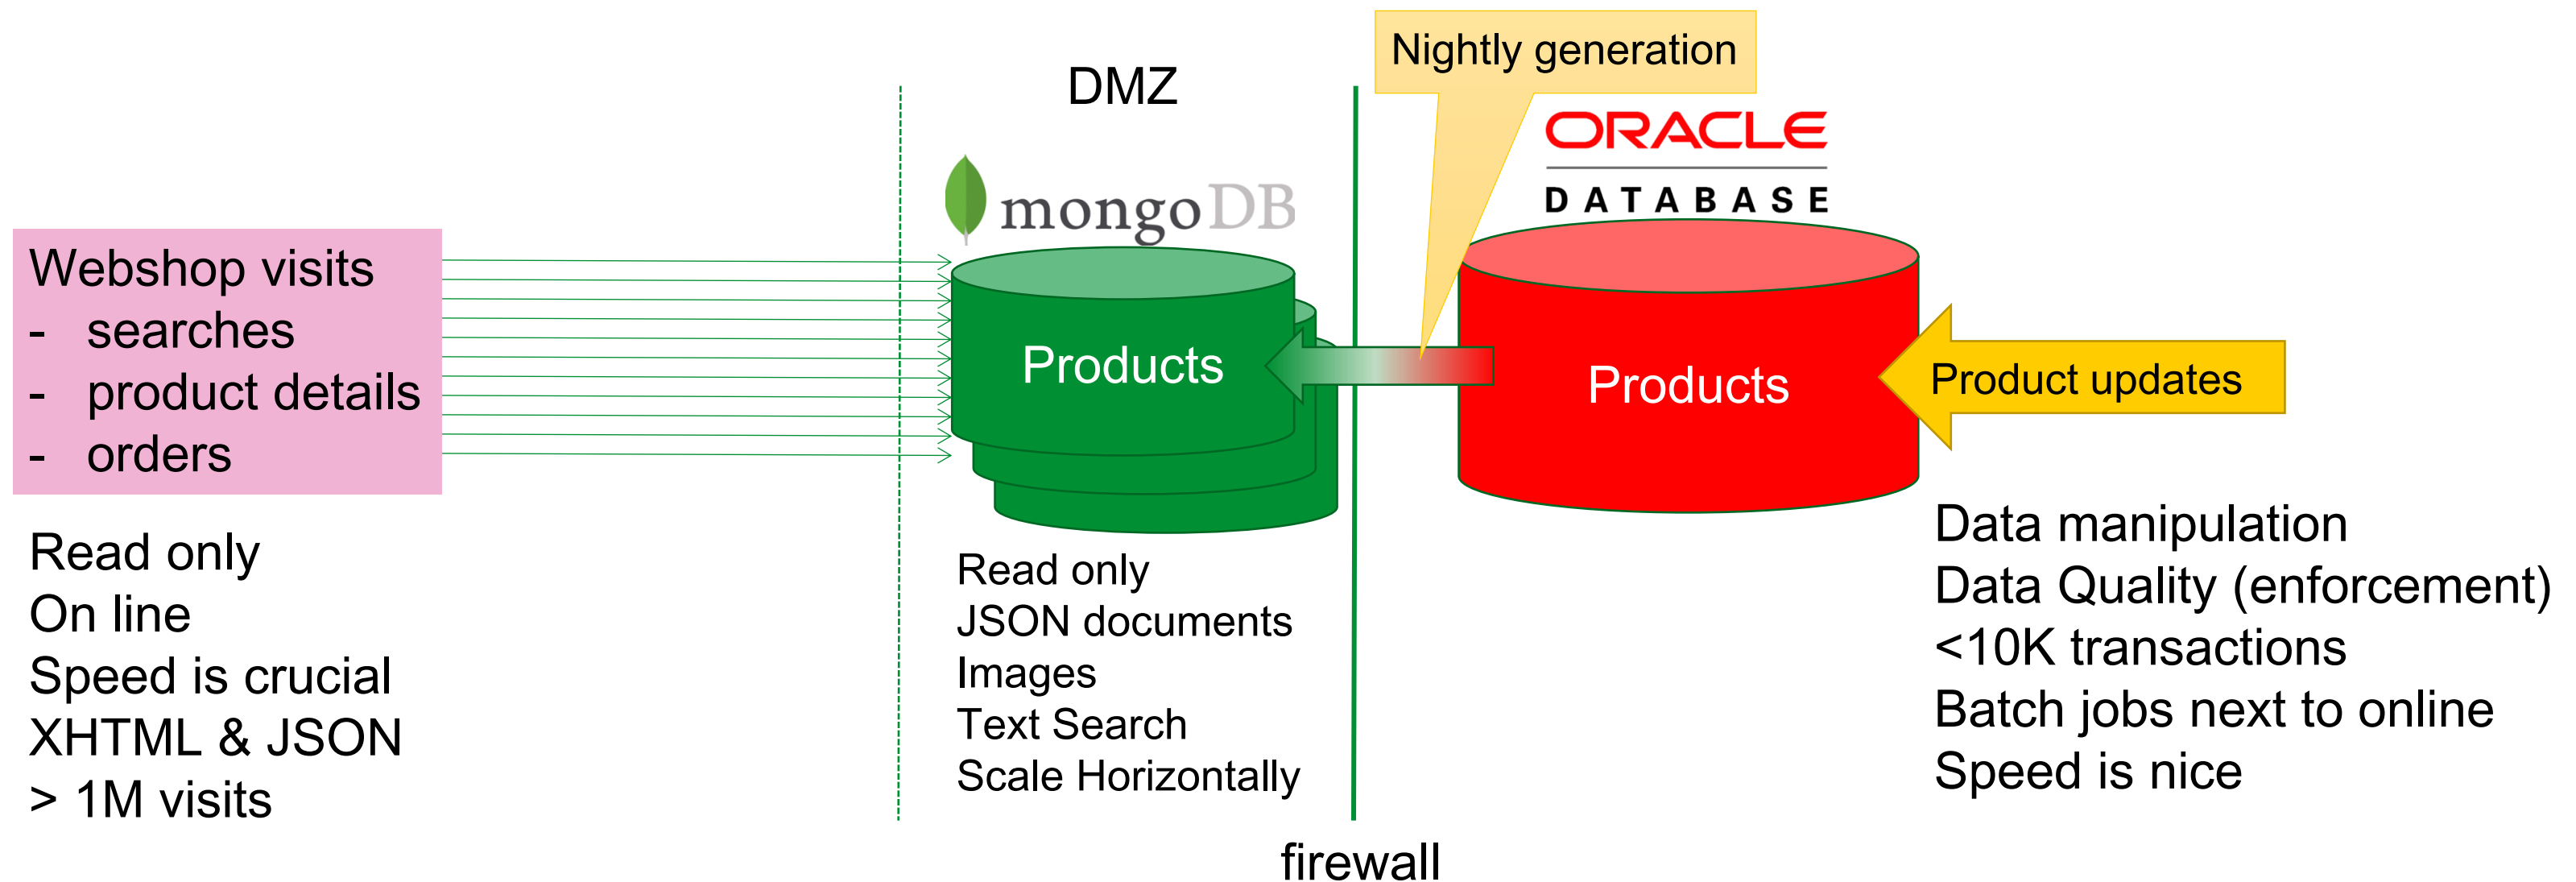 Nightly generation
DMZ
ORACLE
DATABASE
mongoDB
Webshop visits
- searches
- product details
- orders
Products
Products
Product updates
Read only
On line
Speed is crucial
XHTML & JSON
> 1M visits
Read only
JSON documents
Images
Text Search
Scale Horizontally
Data manipulation
Data Quality (enforcement)
<10K transactions
Batch jobs next to online
Speed is nice
firewall